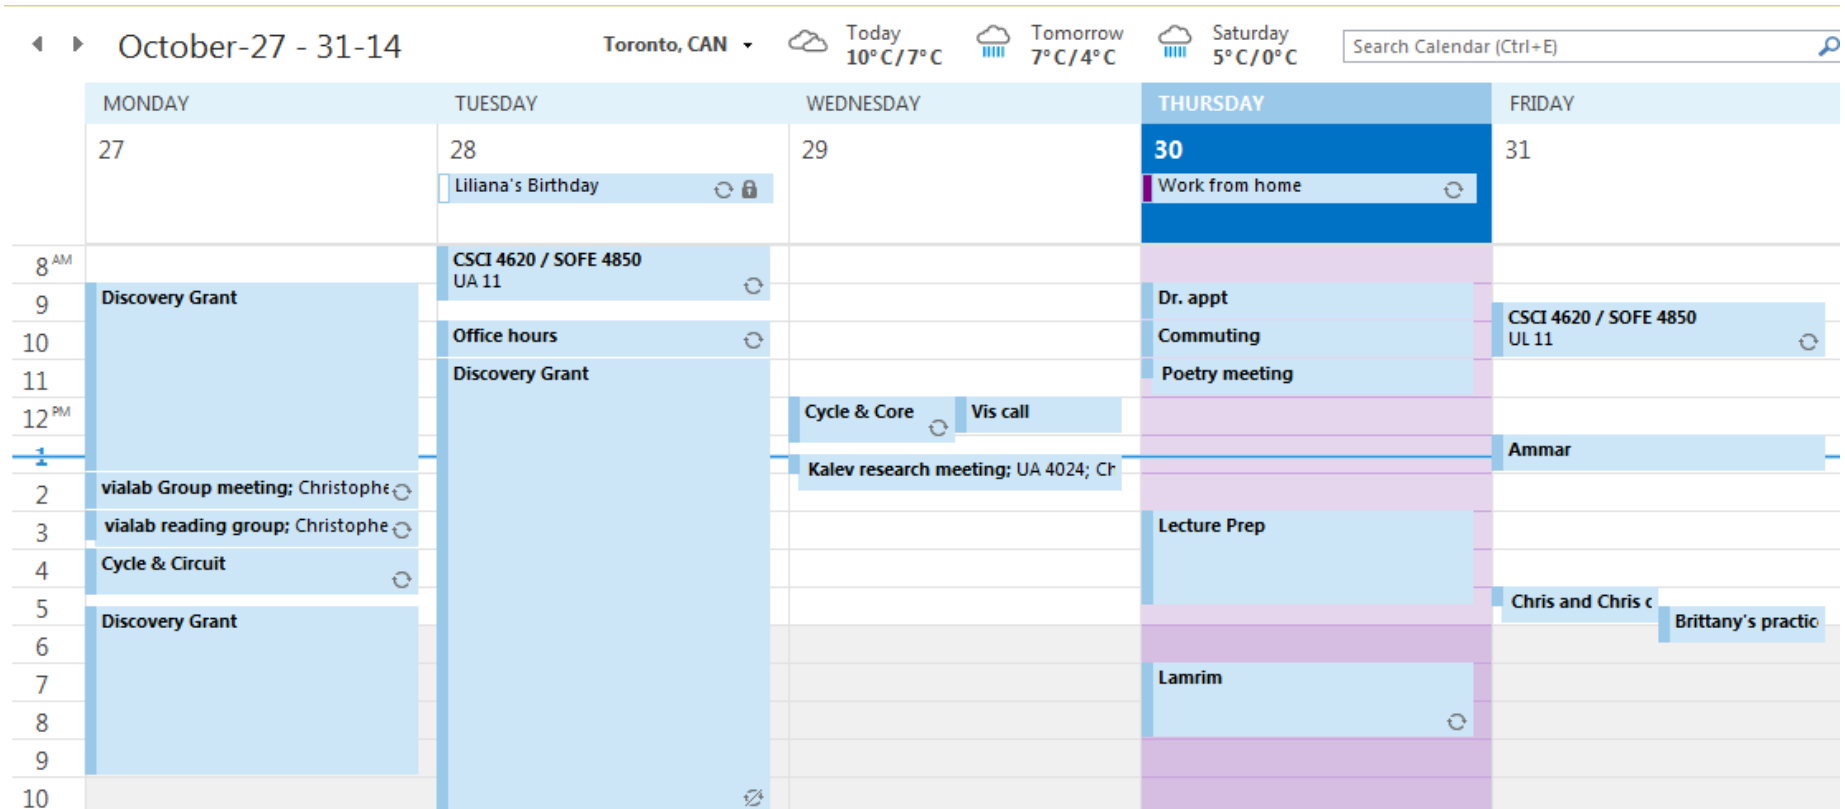 October-27 - 31-14
Toronto, CAN
Today
10°C/7°C
Tomorrow
7°C/4°C
Saturday
5°C/0°C
Search Calendar (Ctrl+E)
MONDAY
TUESDAY
WEDNESDAY
THURSDAY
FRIDAY
27
28
29
30
31
Liliana's Birthday
Work from home
8 AM
9
10
11
12 PM
1
2
3
4
5
6
7
8
9
10
Discovery Grant
vialab Group meeting; Christophe
vialab reading group; Christophe
Cycle & Circuit
Discovery Grant
CSCI 4620 / SOFE 4850
UA 11
Office hours
Discovery Grant
Cycle & Core
Vis call
Kalev research meeting; UA 4024; Ch
Dr. appt
Commuting
Poetry meeting
Lecture Prep
Lamrim
CSCI 4620 / SOFE 4850
UL 11
Ammar
Chris and Chris c
Brittany's practic